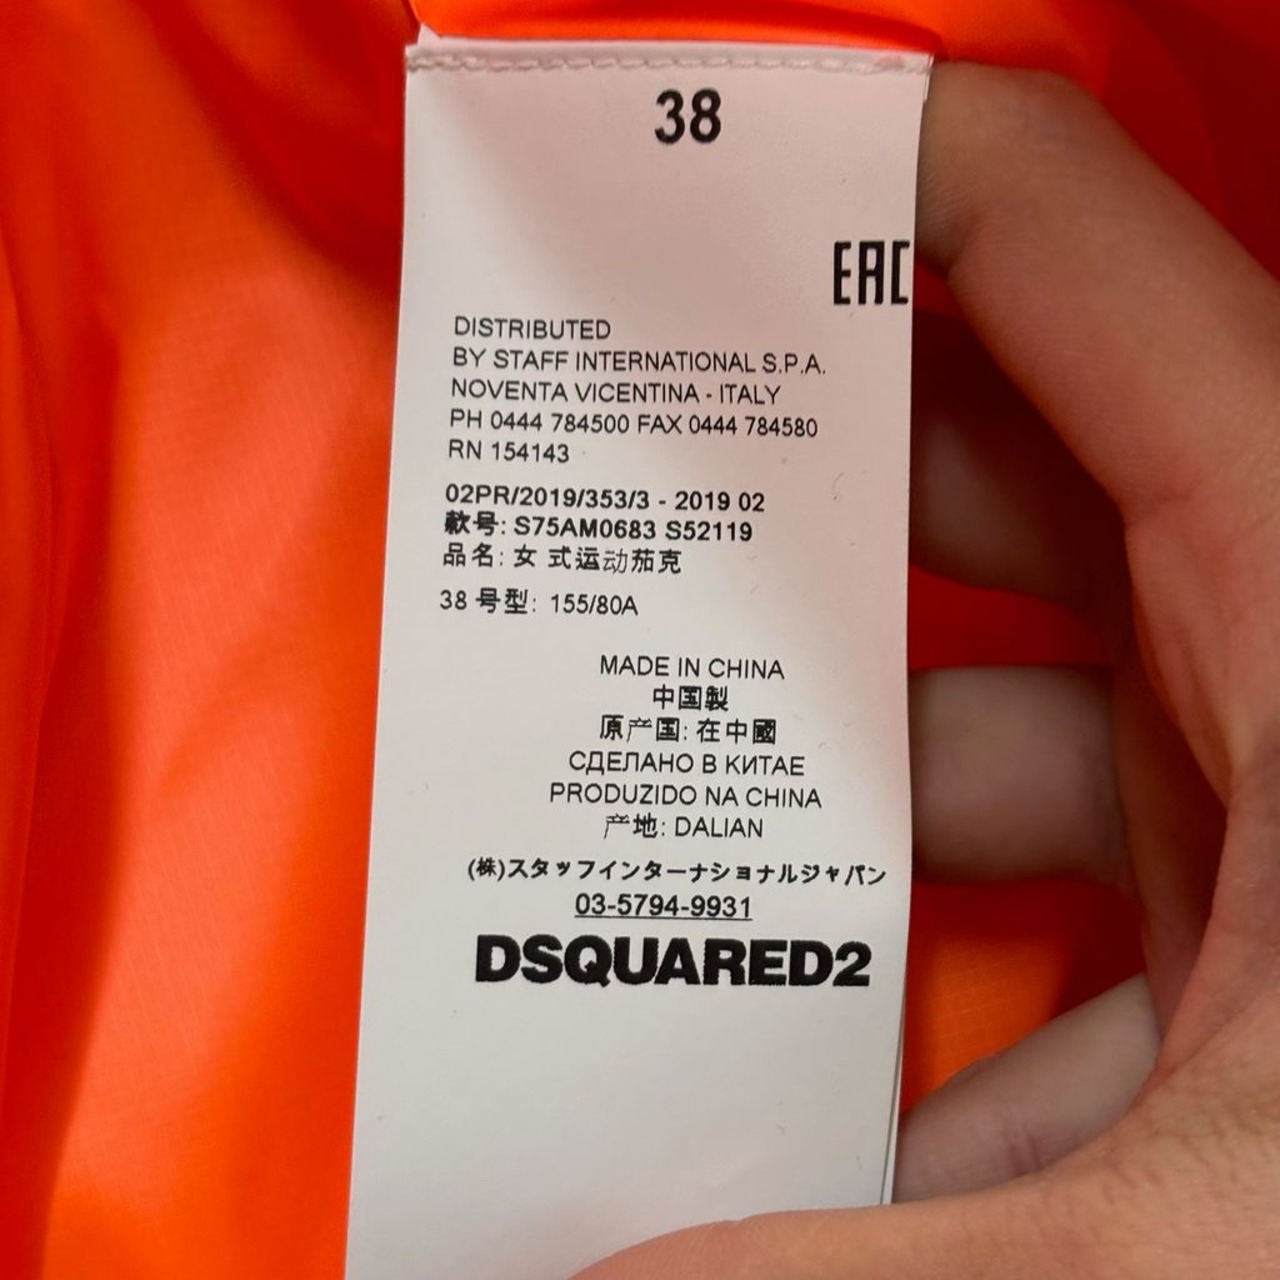 38
EAC
DISTRIBUTED
BY STAFF INTERNATIONAL S.P.A.
NOVENTA VICENTINA - ITALY
PH 0444 784500 FAX 0444 784580
RN 154143
02PR/2019/353/3 - 2019 02
款号: S75AM0683 S52119
品名: 女 式运动茄克
38 号型: 155/80A
MADE IN CHINA
中国製
原产国: 在中國
СДЕЛАНО В КИТАЕ
PRODUZIDO NA CHINA
产地: DALIAN
(株)スタッフインターナショナルジャパン
03-5794-9931
DSQUARED2